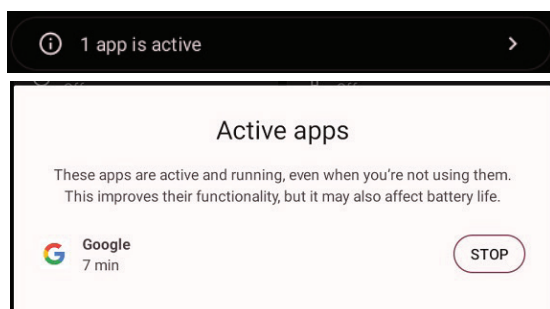 1 app is active
Active apps
These apps are active and running, even when you're not using them.
This improves their functionality, but it may also affect battery life.
Google
7 min
STOP